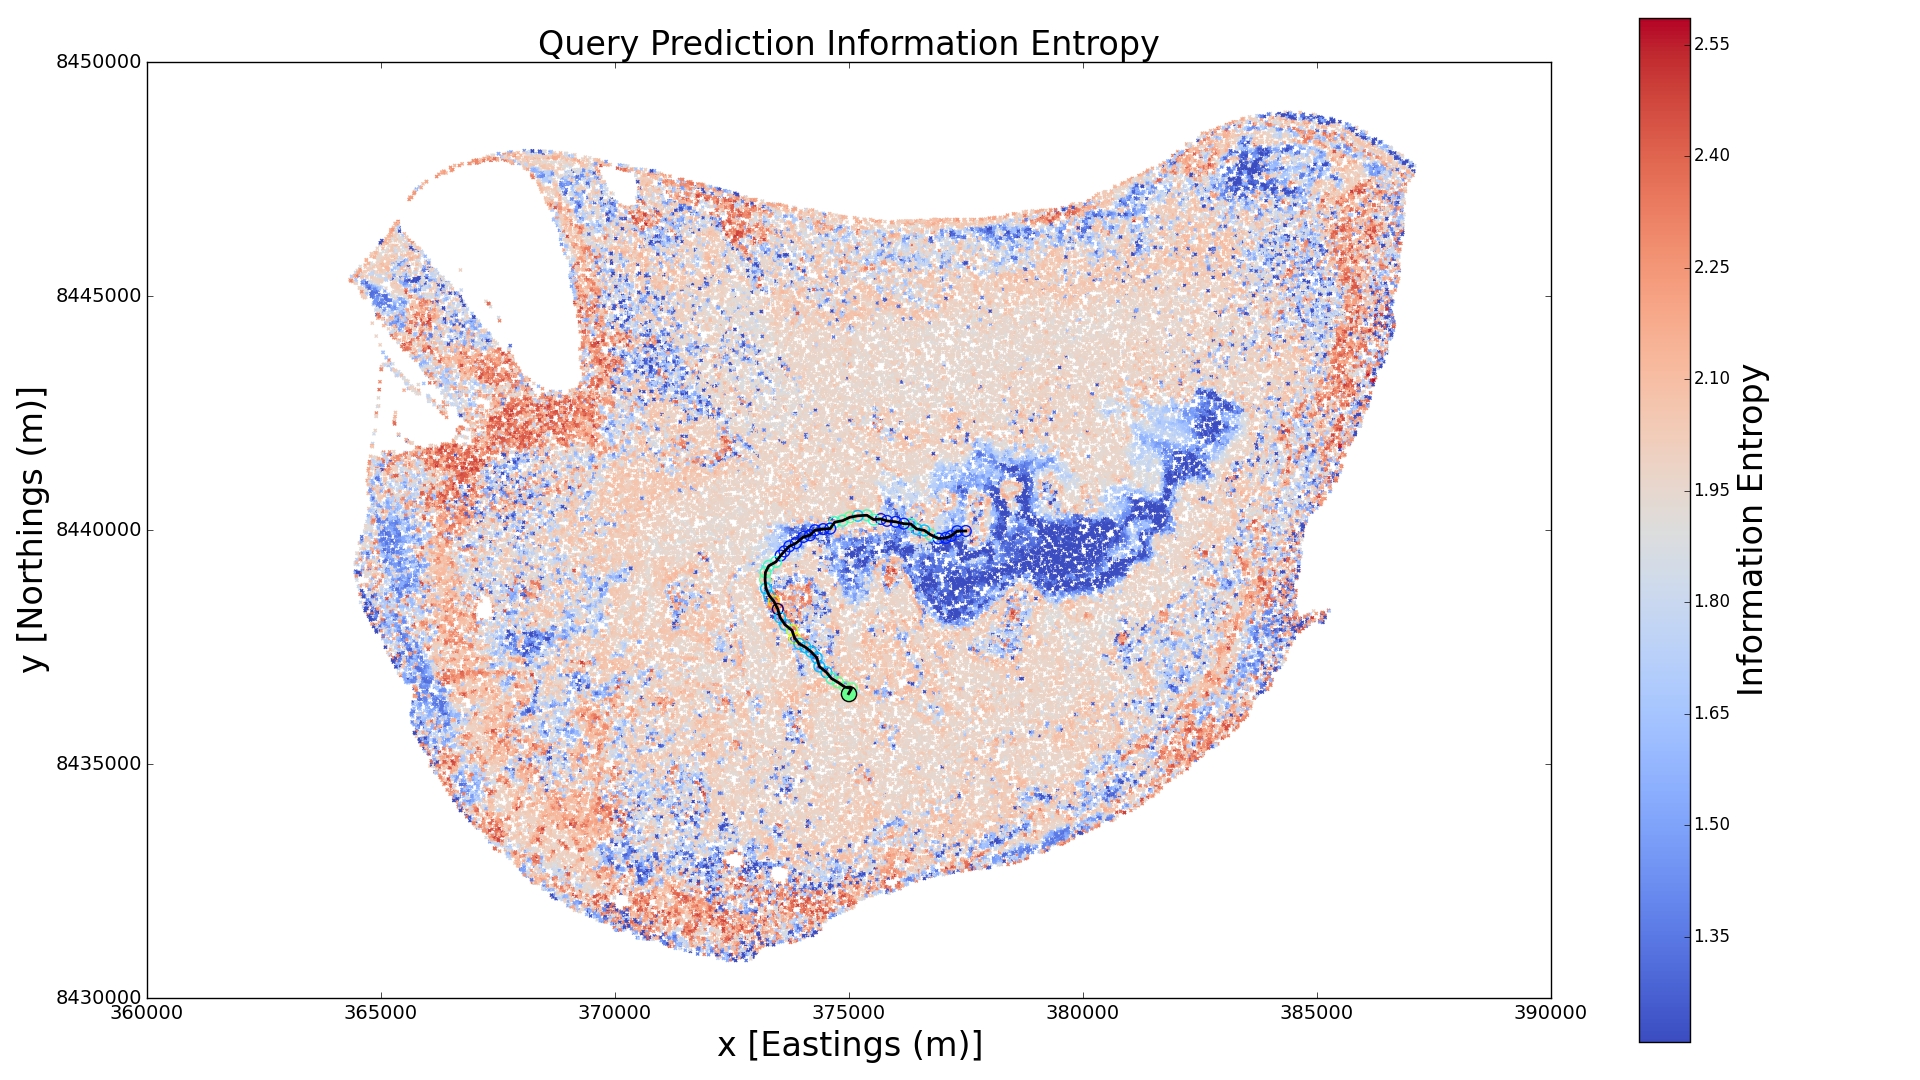 Query Prediction Information Entropy
y [Northings (m)]
8450000
8445000
8440000
8435000
8430000
360000 365000 370000 375000 380000 385000 390000
x [Eastings (m)]
2.55
2.40
2.25
2.10
1.95
1.80
1.65
1.50
1.35
Information Entropy